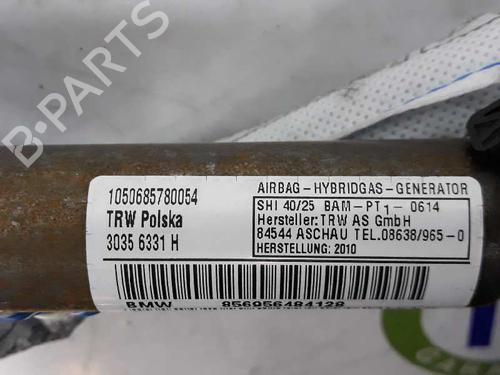 1050685780054
TRW Polska
3035 6331 H
AIRBAG-HYBRIDGAS-GENERATOR
SHI 40/25 BAM-PT1-0614
Hersteller:TRW AS GmbH
84544 ASCHAU TEL.08638/965-0
HERSTELLUNG: 2010
BMW 856956484128